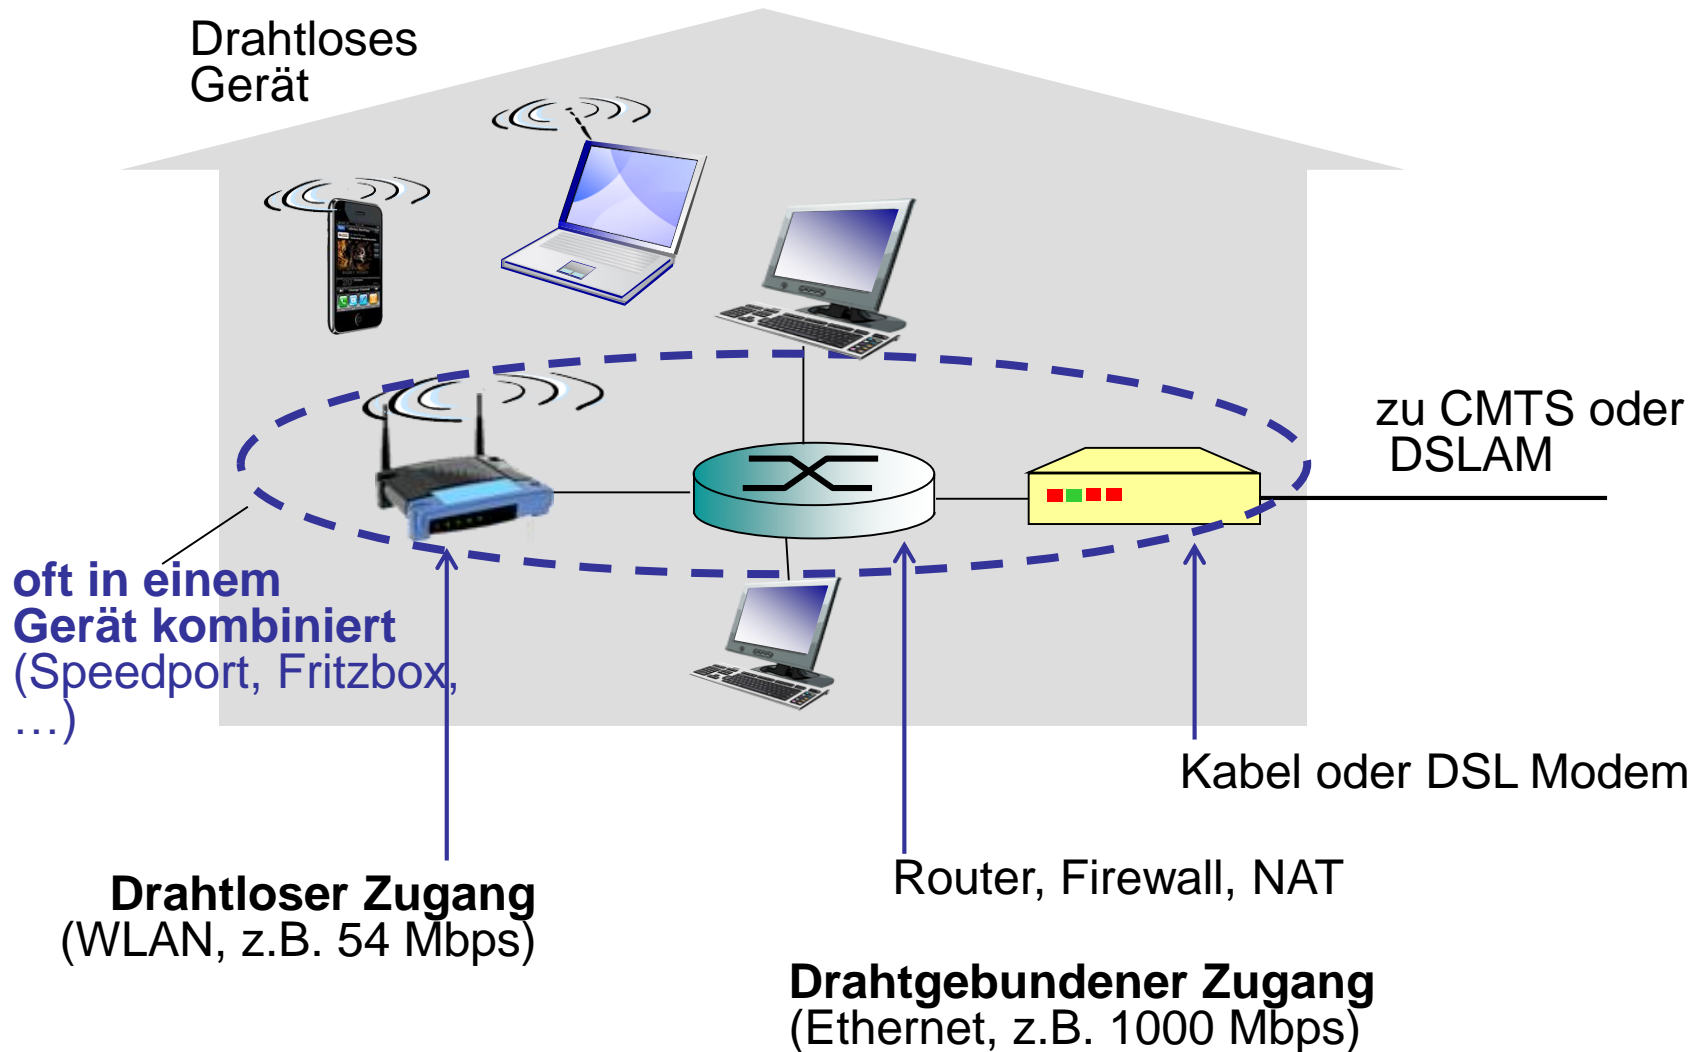 Drahtloses
Gerät
zu CMTS oder
DSLAM
oft in einem
Gerät kombiniert
(Speedport, Fritzbox,
…)
Kabel oder DSL Modem
Router, Firewall, NAT
Drahtloser Zugang
(WLAN, z.B. 54 Mbps)
Drahtgebundener Zugang
(Ethernet, z.B. 1000 Mbps)